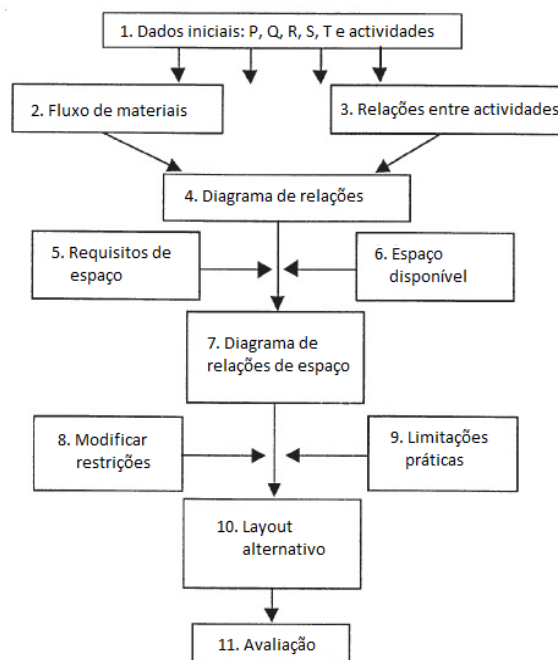 1. Dados iniciais: P, Q, R, S, T e actividades
2. Fluxo de materiais
3. Relações entre actividades
4. Diagrama de relações
5. Requisitos de
espaço
6. Espaço
disponível
7. Diagrama de
relações de espaço
8. Modificar
restrições
9. Limitações
práticas
10. Layout
alternativo
11. Avaliação